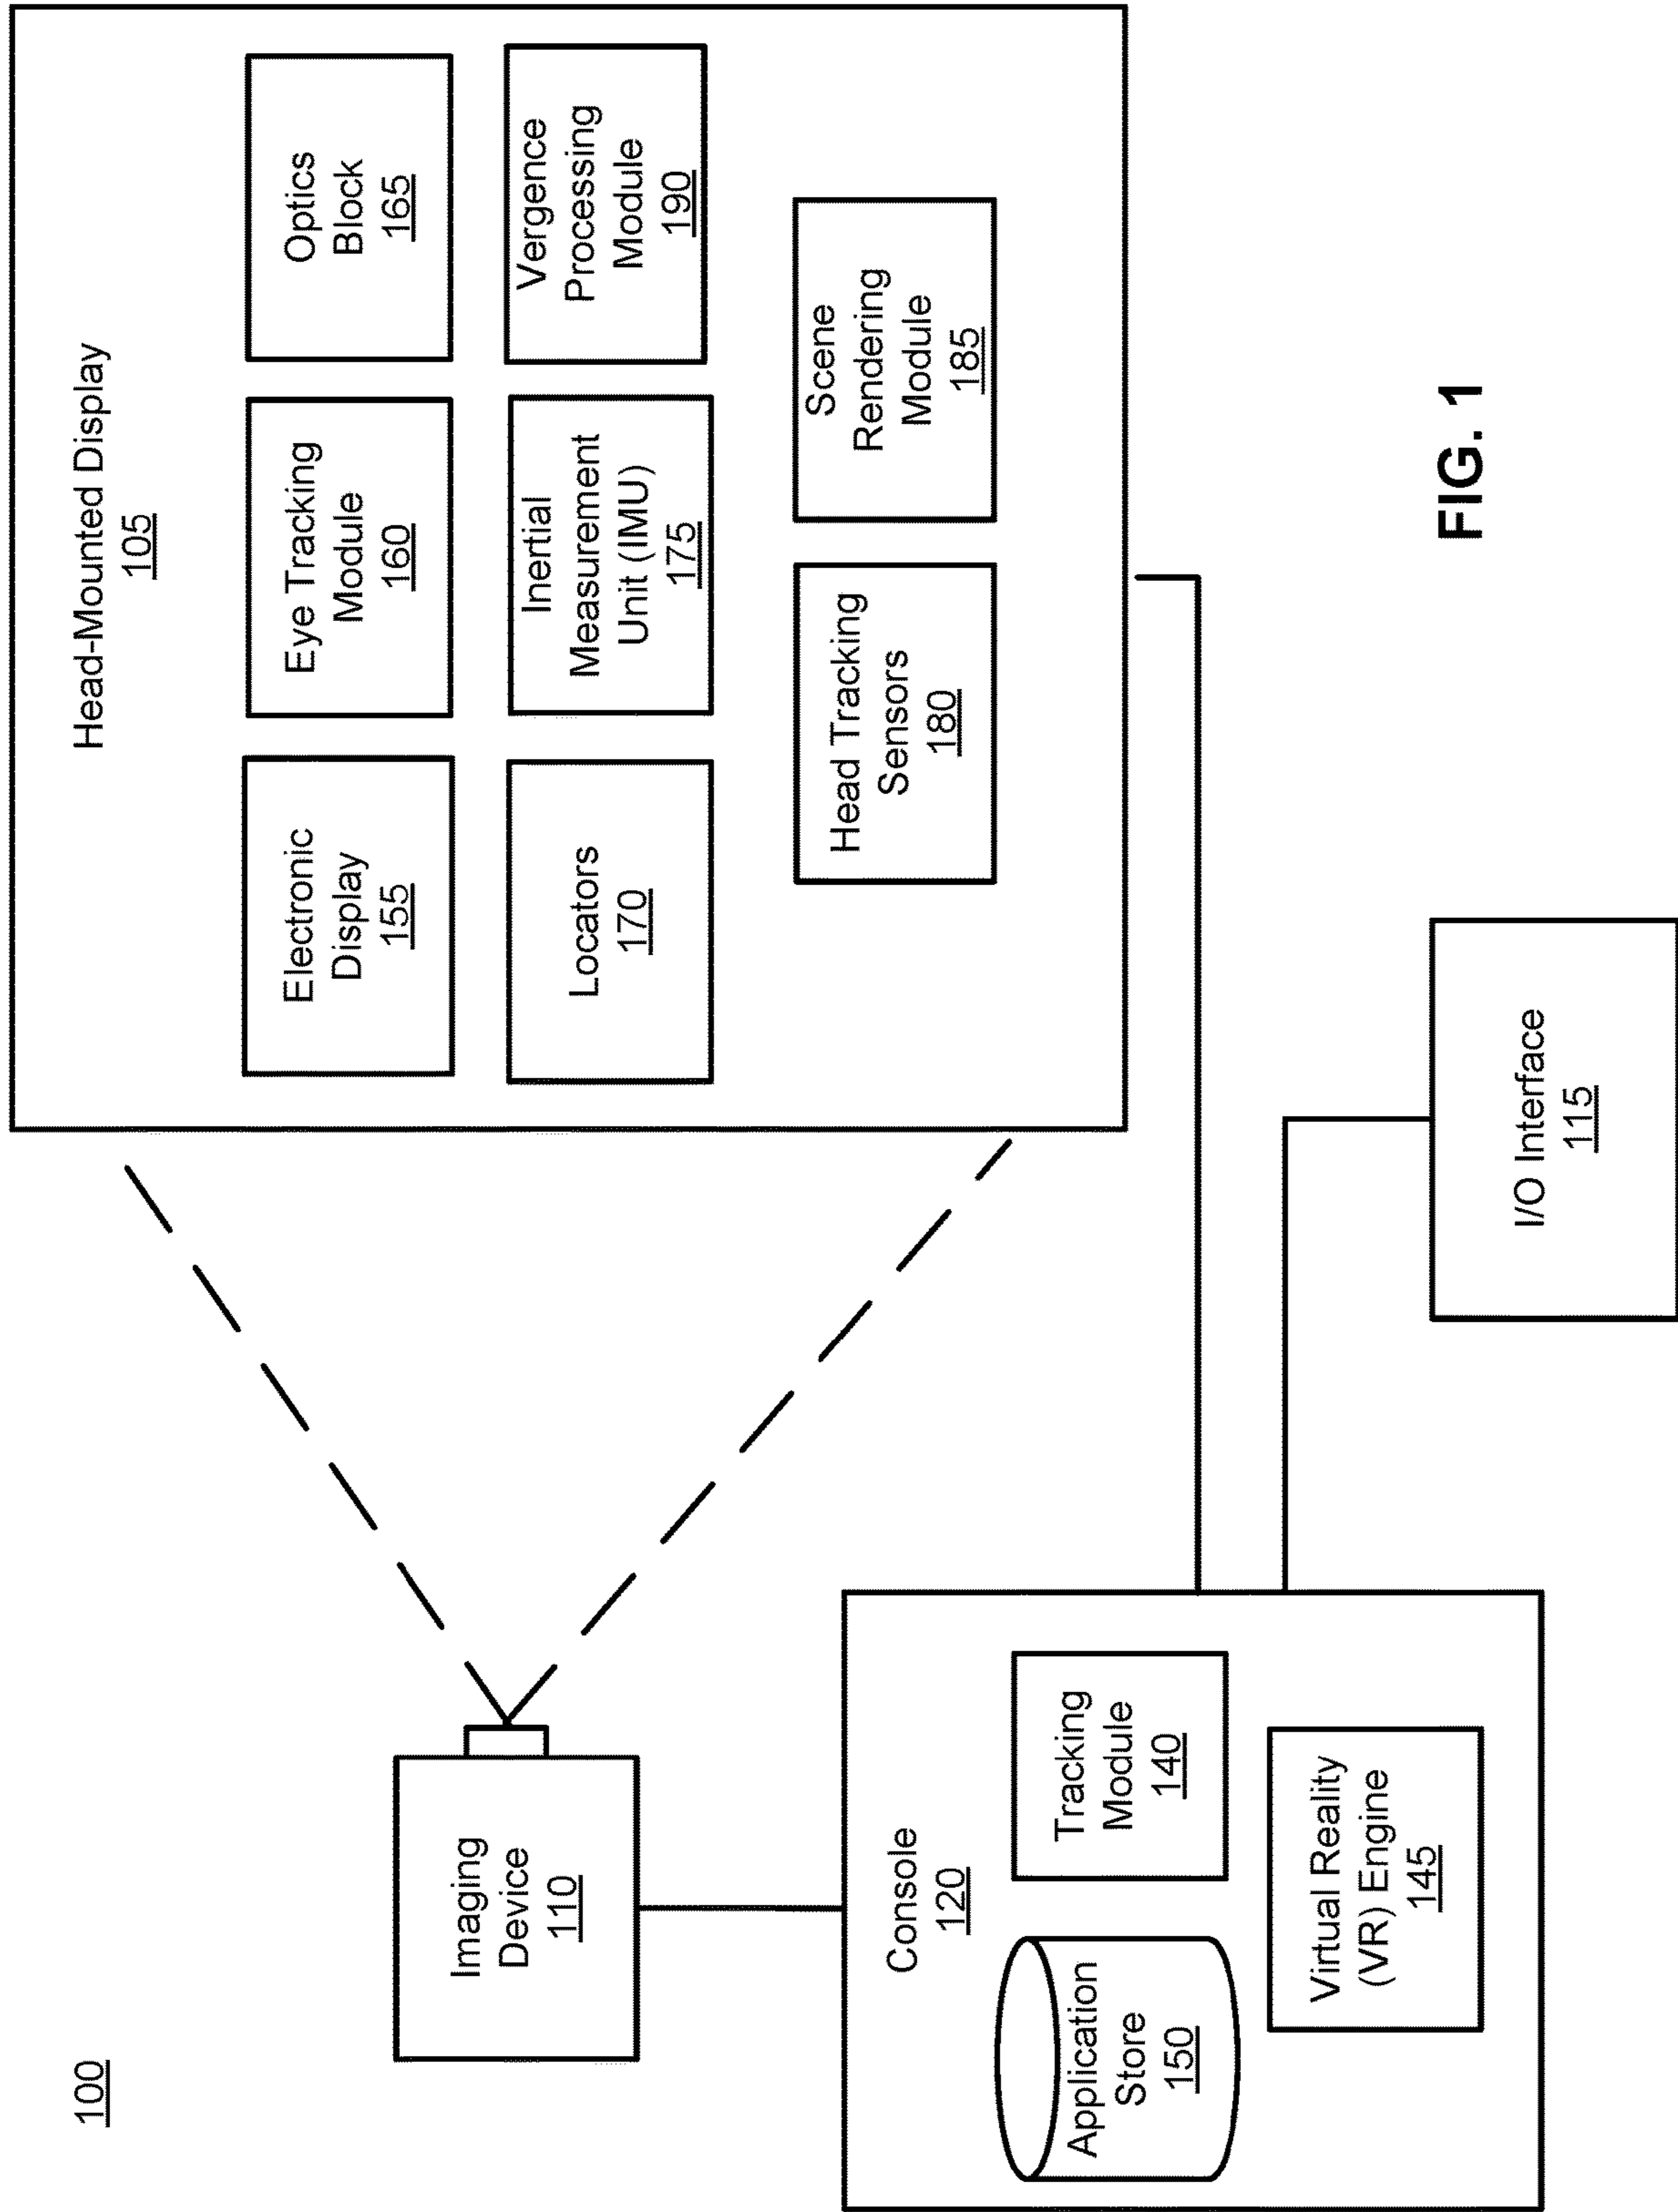 100
Head-Mounted Display
105
Electronic
Display
155
Eye Tracking
Module
160
Optics
Block
165
Locators
170
Inertial
Measurement
Unit (IMU)
175
Vergence
Processing
Module
190
Head Tracking
Sensors
180
Scene
Rendering
Module
185
Imaging
Device
110
Console
120
Application
Store
150
Tracking
Module
140
Virtual Reality
(VR) Engine
145
I/O Interface
115
FIG. 1